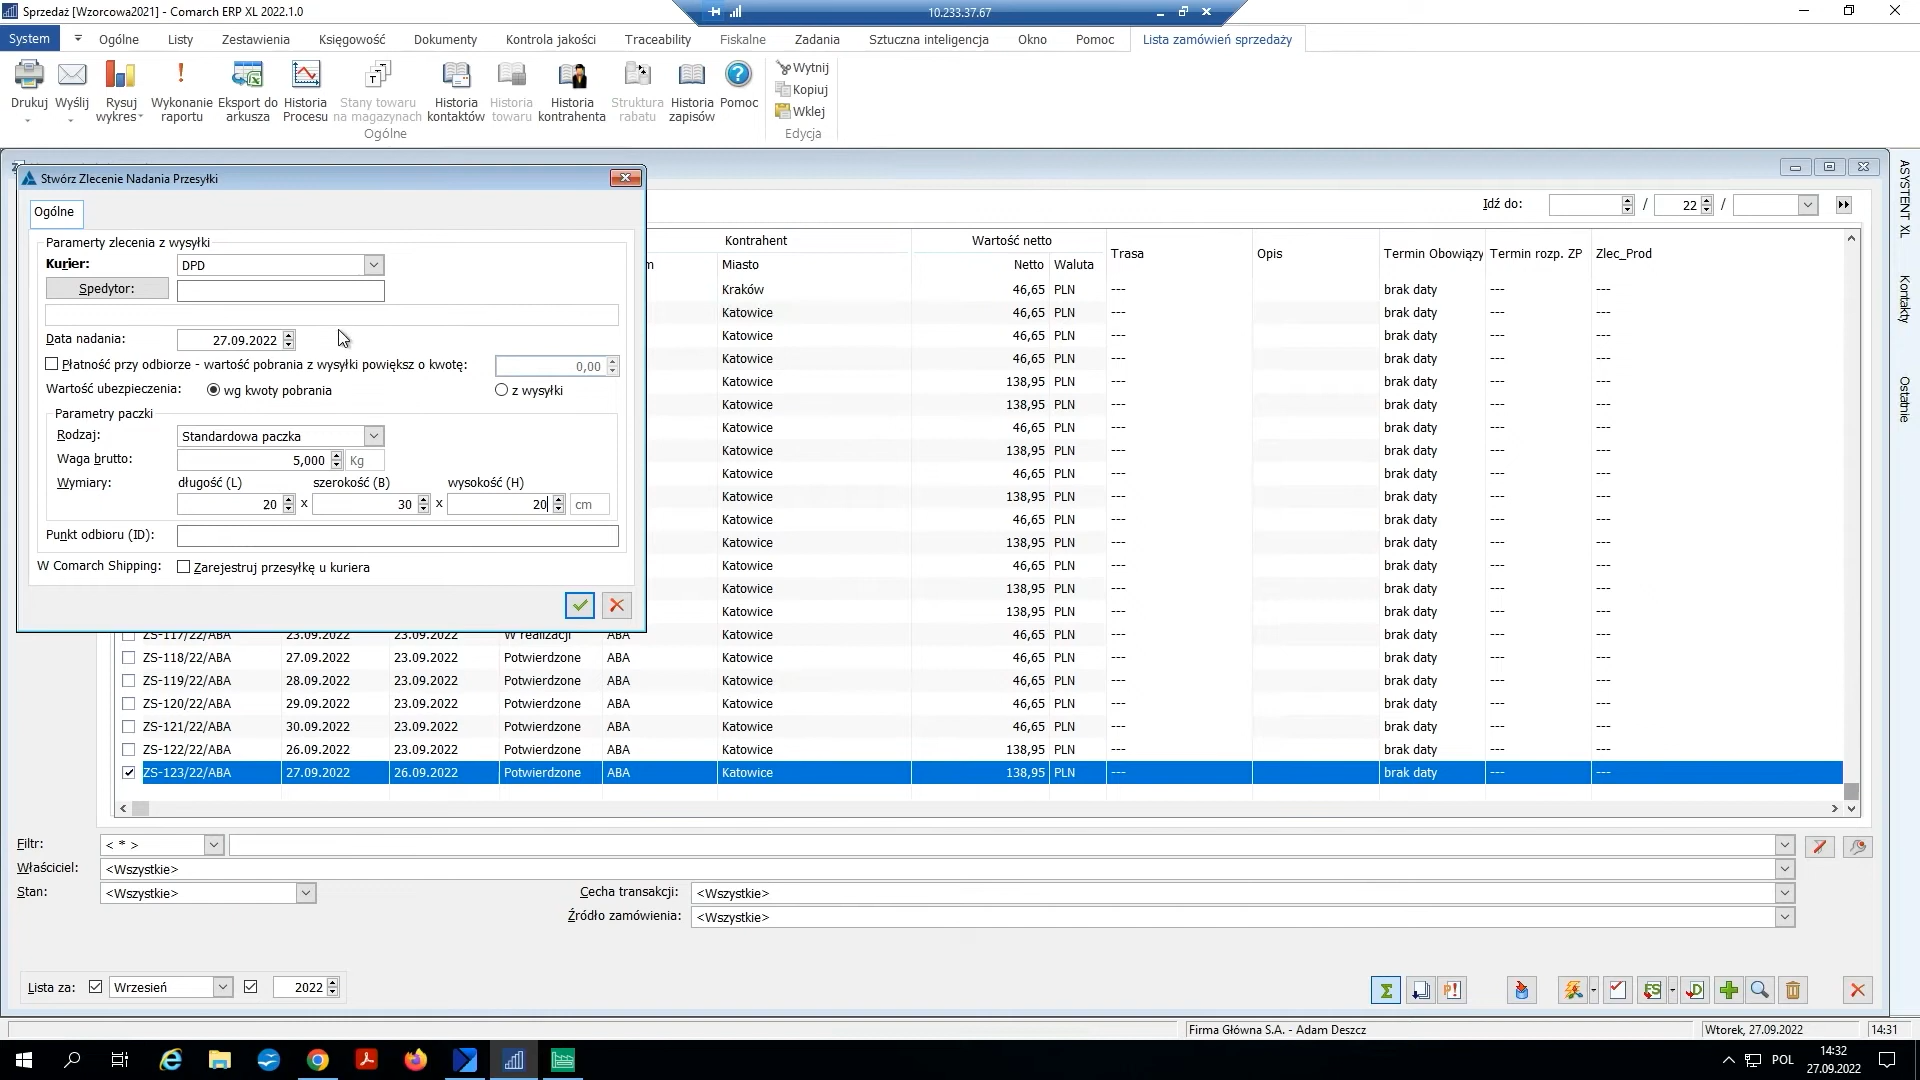 Sprzedaż [Wzorcowa2021] - Comarch ERP XL 2022.1.0
10.233.37.67
System Ogólne Listy Zestawienia Księgowość Dokumenty Kontrola jakości Traceability Fiskalne Zadania Sztuczna inteligencja Okno Pomoc Lista zamówień sprzedaży
Drukuj Wyślij Rysuj wykres Wykonanie raportu Eksport do arkusza Historia Procesu Stany towaru na magazynach Historia kontaktów Historia towaru Historia kontrahenta Struktura rabatu Historia zapisów Pomoc
Wytnij
Kopiuj
Wklej
Ogólne Edycja
Stwórz Zlecenie Nadania Przesyłki
Ogólne
Paramerty zlecenia z wysyłki
Kurier: DPD
Spedytor:
Data nadania: 27.09.2022
Płatność przy odbiorze - wartość pobrania z wysyłki powiększ o kwotę: 0,00
Wartość ubezpieczenia: wg kwoty pobrania z wysyłki
Parametry paczki
Rodzaj: Standardowa paczka
Waga brutto: 5,000 Kg
Wymiary: długość (L) szerokość (B) wysokość (H)
20 x 30 x 20 cm
Punkt odbioru (ID):
W Comarch Shipping: Zarejestruj przesyłkę u kuriera
Idź do: / 22 /
Kontrahent Wartość netto
Miasto Netto Waluta Trasa Opis Termin Obowiązy Termin rozp. ZP Zlec_Prod
Kraków 46,65 PLN --- brak daty --- ---
Katowice 46,65 PLN --- brak daty --- ---
Katowice 46,65 PLN --- brak daty --- ---
Katowice 46,65 PLN --- brak daty --- ---
Katowice 138,95 PLN --- brak daty --- ---
Katowice 138,95 PLN --- brak daty --- ---
Katowice 46,65 PLN --- brak daty --- ---
Katowice 138,95 PLN --- brak daty --- ---
Katowice 46,65 PLN --- brak daty --- ---
Katowice 138,95 PLN --- brak daty --- ---
Katowice 46,65 PLN --- brak daty --- ---
Katowice 138,95 PLN --- brak daty --- ---
Katowice 46,65 PLN --- brak daty --- ---
Katowice 138,95 PLN --- brak daty --- ---
Katowice 138,95 PLN --- brak daty --- ---
ZS-117/22/ABA 23.09.2022 23.09.2022 W realizacji ABA Katowice 46,65 PLN --- brak daty --- ---
ZS-118/22/ABA 27.09.2022 23.09.2022 Potwierdzone ABA Katowice 46,65 PLN --- brak daty --- ---
ZS-119/22/ABA 28.09.2022 23.09.2022 Potwierdzone ABA Katowice 46,65 PLN --- brak daty --- ---
ZS-120/22/ABA 29.09.2022 23.09.2022 Potwierdzone ABA Katowice 46,65 PLN --- brak daty --- ---
ZS-121/22/ABA 30.09.2022 23.09.2022 Potwierdzone ABA Katowice 46,65 PLN --- brak daty --- ---
ZS-122/22/ABA 26.09.2022 23.09.2022 Potwierdzone ABA Katowice 138,95 PLN --- brak daty --- ---
ZS-123/22/ABA 27.09.2022 26.09.2022 Potwierdzone ABA Katowice 138,95 PLN --- brak daty --- ---
Filtr: < * >
Właściciel: <Wszystkie>
Stan: <Wszystkie> Cecha transakcji: <Wszystkie>
Źródło zamówienia: <Wszystkie>
Lista za: Wrzesień 2022
ASYSTENT XL
Kontakty
Ostatnie
Firma Główna S.A. - Adam Deszcz Wtorek, 27.09.2022 14:31
POL 14:32
27.09.2022